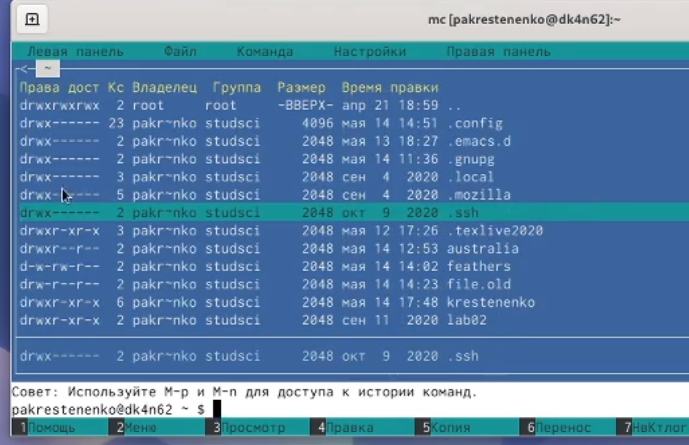 mc [pakrestenenko@dk4n62]:~
Левая панель Файл Команда Настройки Правая панель
<- ~
Права дост Кс Владелец Группа Размер Время правки
drwxrwxrwx 2 root root -ВВЕРХ- апр 21 18:59 ..
drwx------ 23 pakr~nko studsci 4096 мая 14 14:51 .config
drwx------ 2 pakr~nko studsci 2048 мая 13 18:27 .emacs.d
drwx------ 2 pakr~nko studsci 2048 мая 14 11:36 .gnupg
drwx------ 3 pakr~nko studsci 2048 сен 4 2020 .local
drwx------ 5 pakr~nko studsci 2048 сен 4 2020 .mozilla
drwx------ 2 pakr~nko studsci 2048 окт 9 2020 .ssh
drwxr-xr-x 3 pakr~nko studsci 2048 мая 12 17:26 .texlive2020
drwxr--r-- 2 pakr~nko studsci 2048 мая 14 12:53 australia
d-w-rw-r-- 2 pakr~nko studsci 2048 мая 14 14:02 feathers
drw-r--r-- 2 pakr~nko studsci 2048 мая 14 14:23 file.old
drwxr-xr-x 6 pakr~nko studsci 2048 мая 14 17:48 krestenenko
drwxr-xr-x 2 pakr~nko studsci 2048 сен 11 2020 lab02
drwx------ 2 pakr~nko studsci 2048 окт 9 2020 .ssh
Совет: Используйте M-p и M-n для доступа к истории команд.
pakrestenenko@dk4n62 ~ $
1Помощь 2Меню 3Просмотр 4Правка 5Копия 6Перенос 7НвКтлог